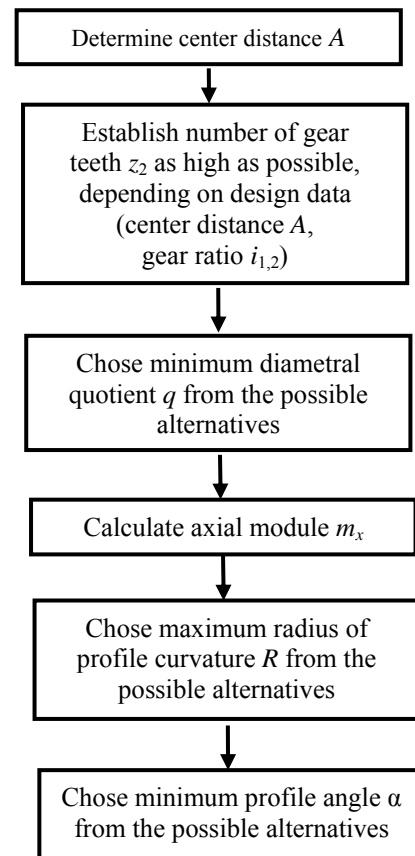 Determine center distance A
Establish number of gear
teeth z₂ as high as possible,
depending on design data
(center distance A,
gear ratio i₁,₂)
Chose minimum diametral
quotient q from the possible
alternatives
Calculate axial module mₓ
Chose maximum radius of
profile curvature R from the
possible alternatives
Chose minimum profile angle α
from the possible alternatives